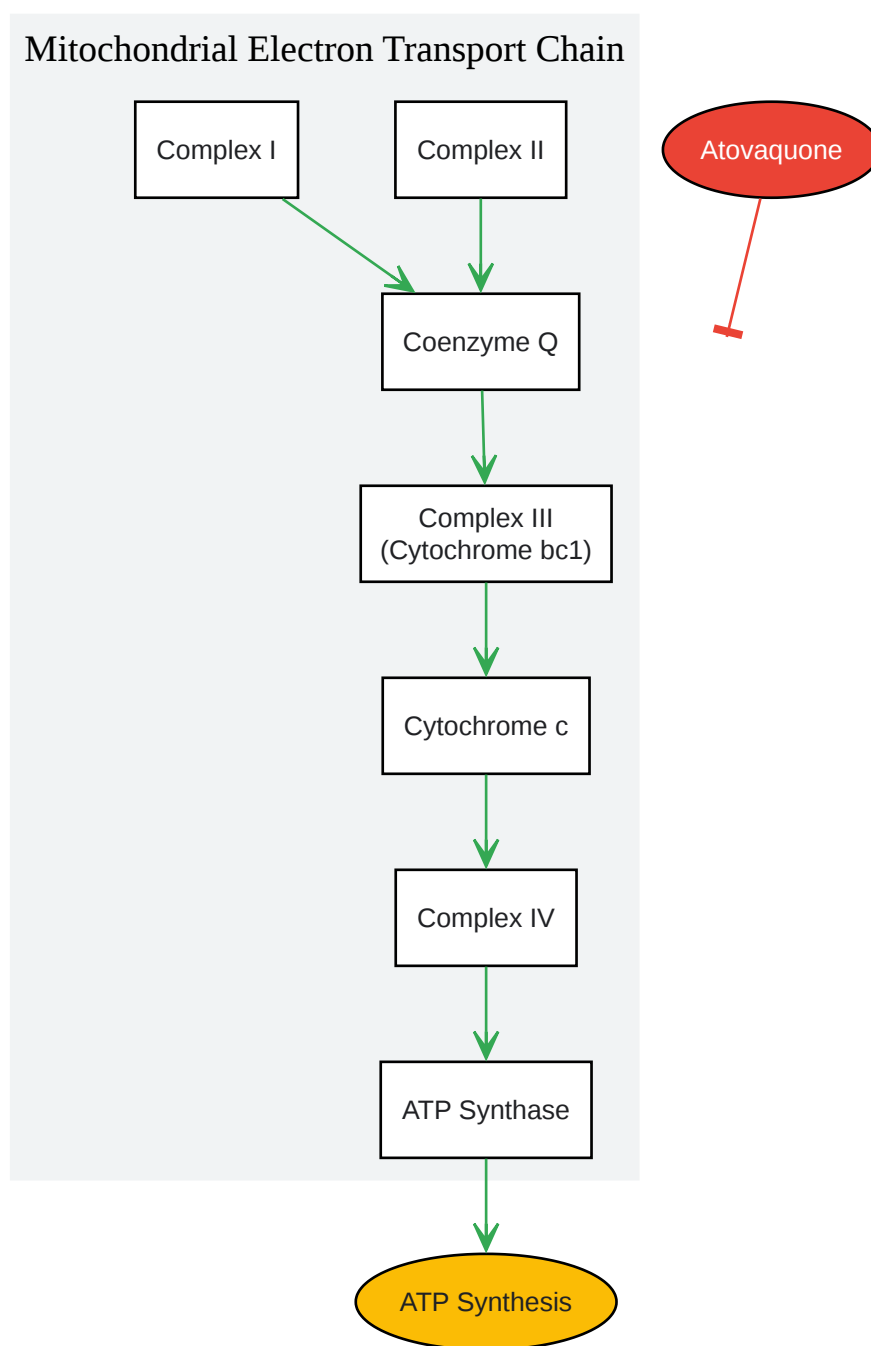 Mitochondrial Electron Transport Chain
Complex I
Complex II
Atovaquone
Coenzyme Q
Complex III
(Cytochrome bc1)
Cytochrome c
Complex IV
ATP Synthase
ATP Synthesis